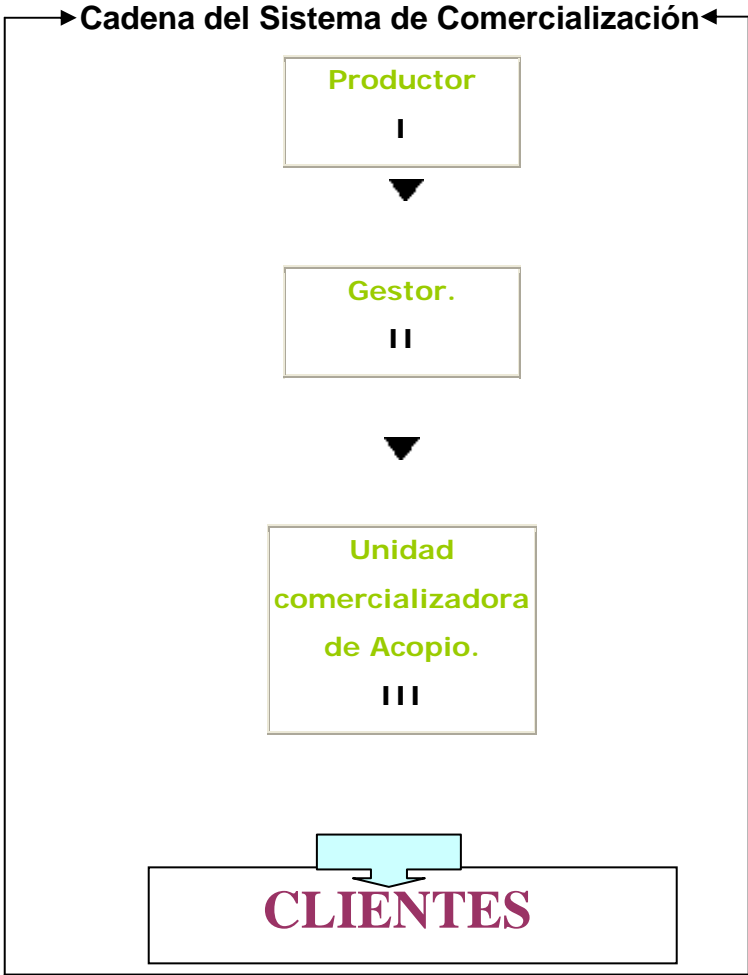 Cadena del Sistema de Comercialización
Productor
I
Gestor.
II
Unidad
comercializadora
de Acopio.
III
CLIENTES